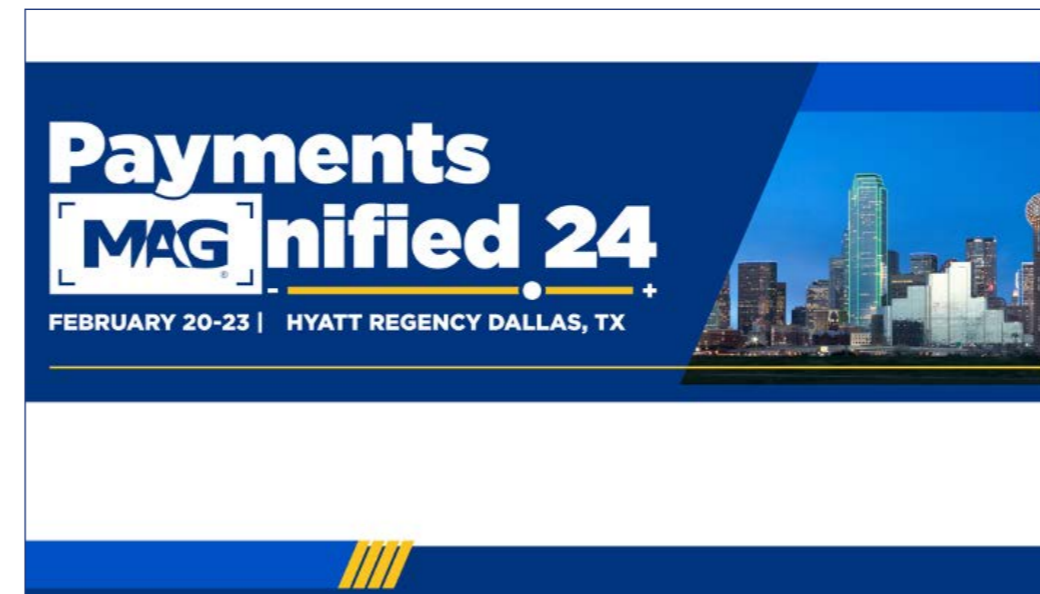 Payments
MAG® nified 24
- +
FEBRUARY 20-23 | HYATT REGENCY DALLAS, TX